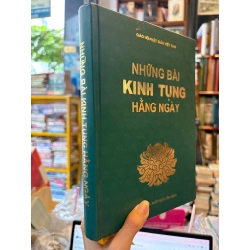 GIÁO HỘI PHẬT GIÁO VIỆT NAM
NHỮNG BÀI
KINH TỤNG
HẰNG NGÀY
NHỮNG BÀI KINH TỤNG HẰNG NGÀY